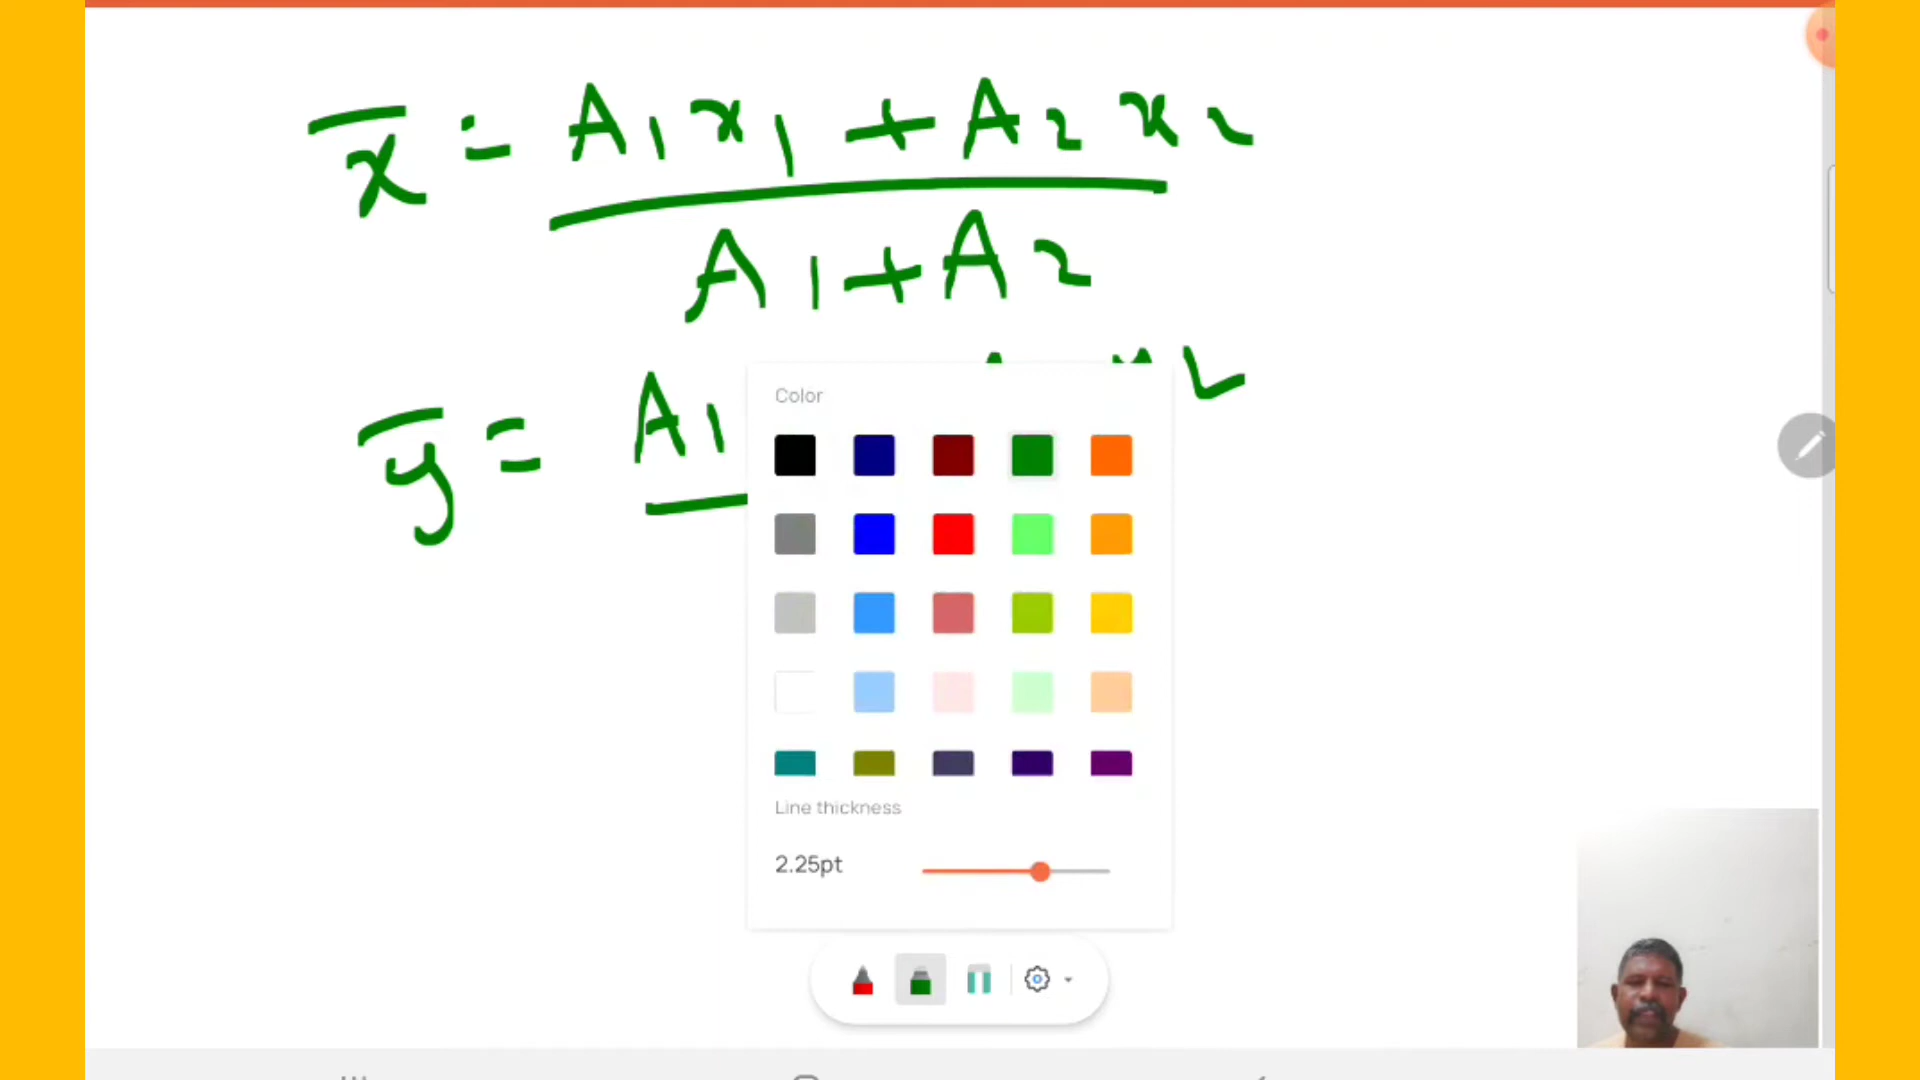 x̄ = A1x1 + A2x2
A1 + A2
ȳ = A1
Color
Line thickness
2.25pt